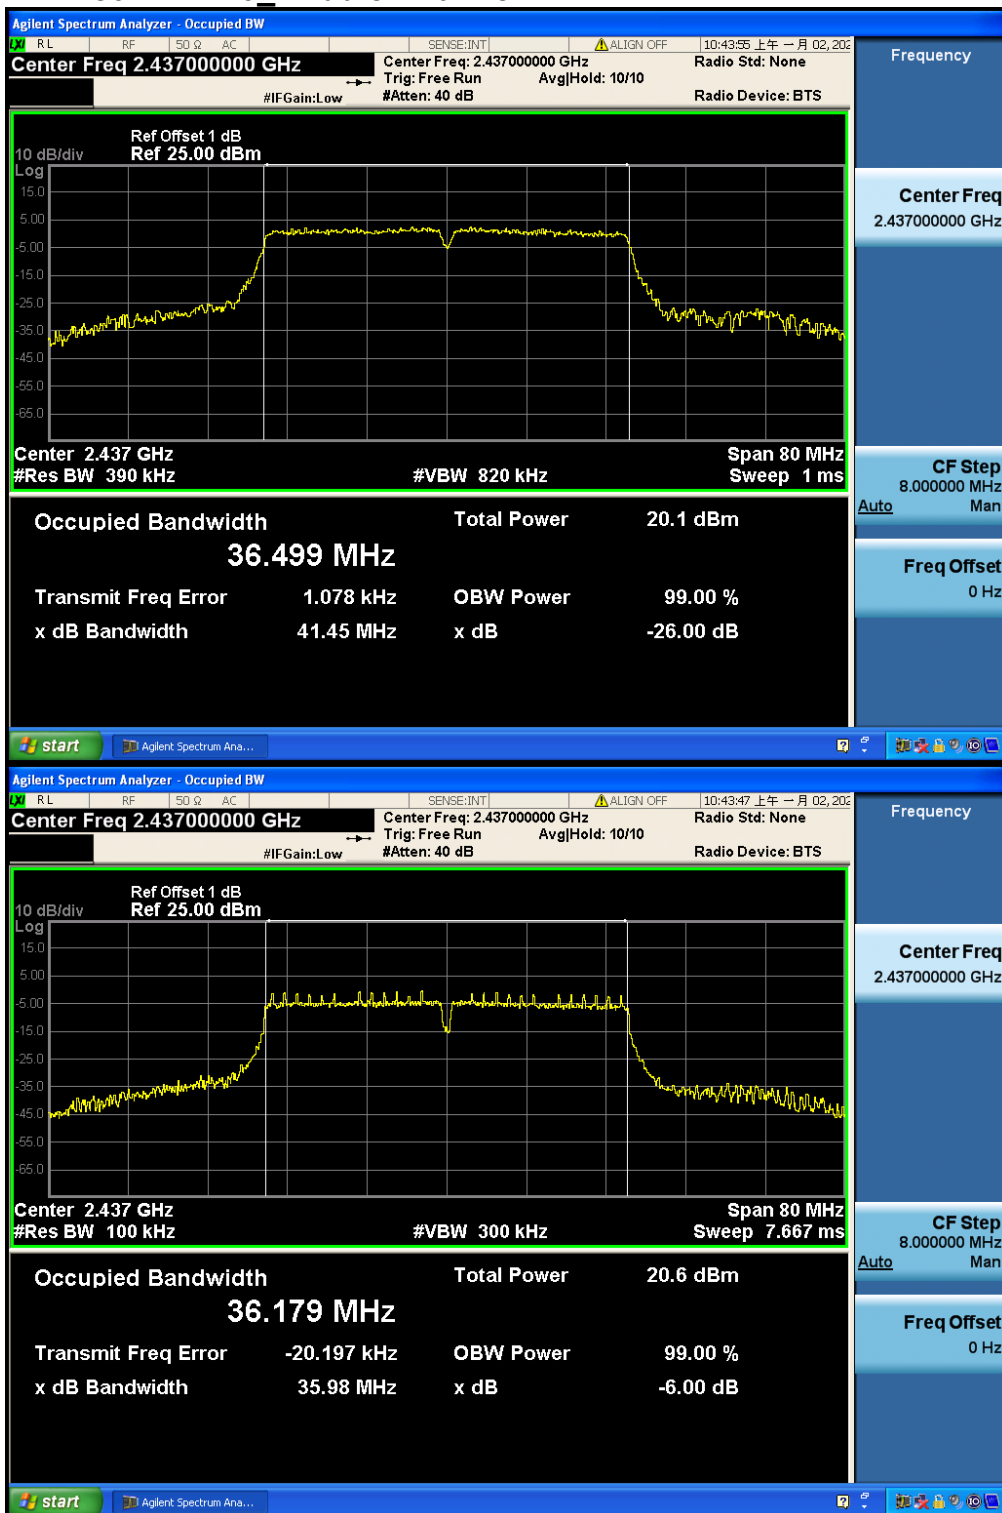 Agilent Spectrum Analyzer - Occupied BW
LXI RL RF 50 Ω AC SENSE:INT ALIGN OFF 10:43:55 上午 一月 02, 202
Center Freq 2.437000000 GHz
Center Freq: 2.437000000 GHz
Radio Std: None
Trig: Free Run Avg|Hold: 10/10
#IFGain:Low
#Atten: 40 dB
Radio Device: BTS
Frequency
Ref Offset 1 dB
10 dB/div Ref 25.00 dBm
Log
15.0
5.00
-5.00
-15.0
-25.0
-35.0
-45.0
-55.0
-65.0
Center 2.437 GHz Span 80 MHz
#Res BW 390 kHz #VBW 820 kHz Sweep 1 ms
Center Freq
2.437000000 GHz
CF Step
8.000000 MHz
Auto Man
Freq Offset
0 Hz
Occupied Bandwidth Total Power 20.1 dBm
36.499 MHz
Transmit Freq Error 1.078 kHz OBW Power 99.00 %
x dB Bandwidth 41.45 MHz x dB -26.00 dB
start Agilent Spectrum Ana...
Agilent Spectrum Analyzer - Occupied BW
LXI RL RF 50 Ω AC SENSE:INT ALIGN OFF 10:43:47 上午 一月 02, 202
Center Freq 2.437000000 GHz
Center Freq: 2.437000000 GHz
Radio Std: None
Trig: Free Run Avg|Hold: 10/10
#IFGain:Low
#Atten: 40 dB
Radio Device: BTS
Frequency
Ref Offset 1 dB
10 dB/div Ref 25.00 dBm
Log
15.0
5.00
-5.00
-15.0
-25.0
-35.0
-45.0
-55.0
-65.0
Center 2.437 GHz Span 80 MHz
#Res BW 100 kHz #VBW 300 kHz Sweep 7.667 ms
Center Freq
2.437000000 GHz
CF Step
8.000000 MHz
Auto Man
Freq Offset
0 Hz
Occupied Bandwidth Total Power 20.6 dBm
36.179 MHz
Transmit Freq Error -20.197 kHz OBW Power 99.00 %
x dB Bandwidth 35.98 MHz x dB -6.00 dB
start Agilent Spectrum Ana...